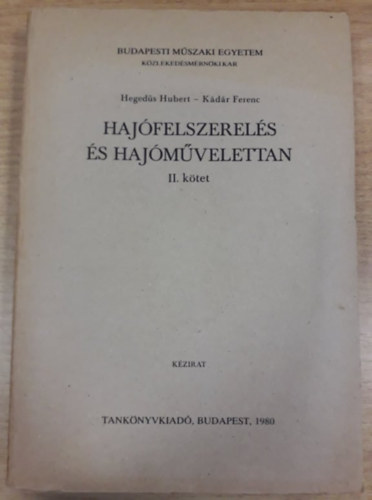 BUDAPESTI MŰSZAKI EGYETEM
KÖZLEKEDÉSMÉRNÖKI KAR
Hegedűs Hubert – Kádár Ferenc
HAJÓFELSZERELÉS
ÉS HAJÓMŰVELETTAN
II. kötet
KÉZIRAT
TANKÖNYVKIADÓ, BUDAPEST, 1980